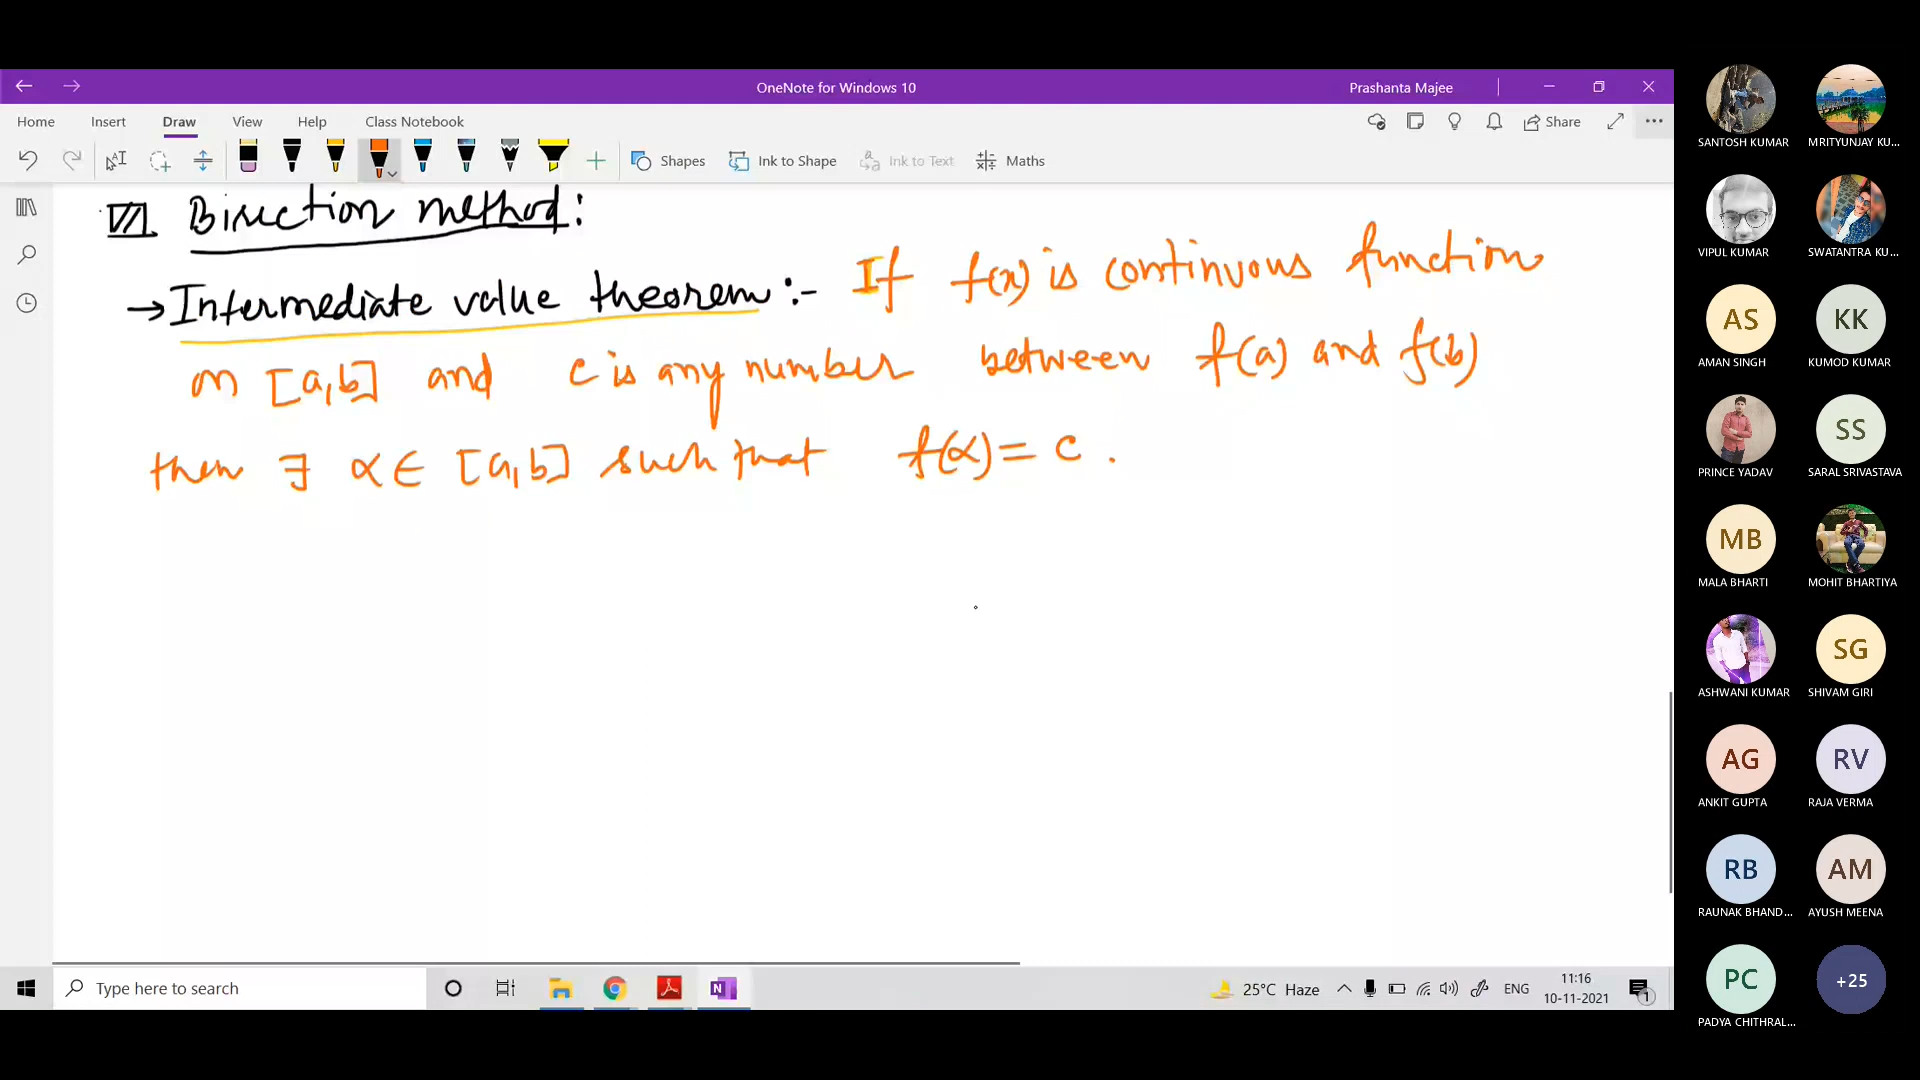 OneNote for Windows 10
Prashanta Majee
Home Insert Draw View Help Class Notebook
Share
Shapes Ink to Shape Ink to Text Maths
VII. Bisection method:
→ Intermediate value theorem :- If f(x) is continuous function
on [a,b] and c is any number between f(a) and f(b)
then ∃ α ∈ [a,b] such that f(α) = c .
SANTOSH KUMAR
MRITYUNJAY KU...
VIPUL KUMAR
SWATANTRA KU...
AS
KK
AMAN SINGH
KUMOD KUMAR
SS
PRINCE YADAV
SARAL SRIVASTAVA
MB
MALA BHARTI
MOHIT BHARTIYA
SG
ASHWANI KUMAR
SHIVAM GIRI
AG
RV
ANKIT GUPTA
RAJA VERMA
RB
AM
RAUNAK BHAND...
AYUSH MEENA
PC
+25
PADYA CHITHRAL...
Type here to search
N
25°C Haze
ENG
11:16
10-11-2021
1